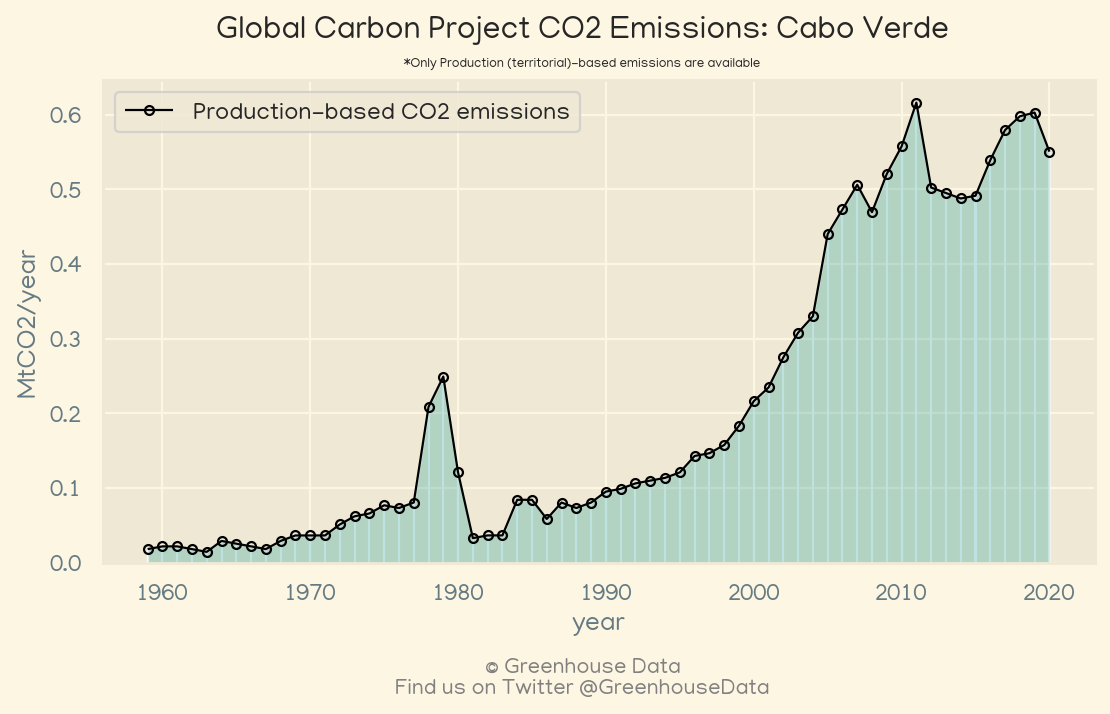 Global Carbon Project CO2 Emissions: Cabo Verde
*Only Production (territorial)-based emissions are available
Production-based CO2 emissions
MtCO2/year
0.6
0.5
0.4
0.3
0.2
0.1
0.0
1960 1970 1980 1990 2000 2010 2020
year
© Greenhouse Data
Find us on Twitter @GreenhouseData